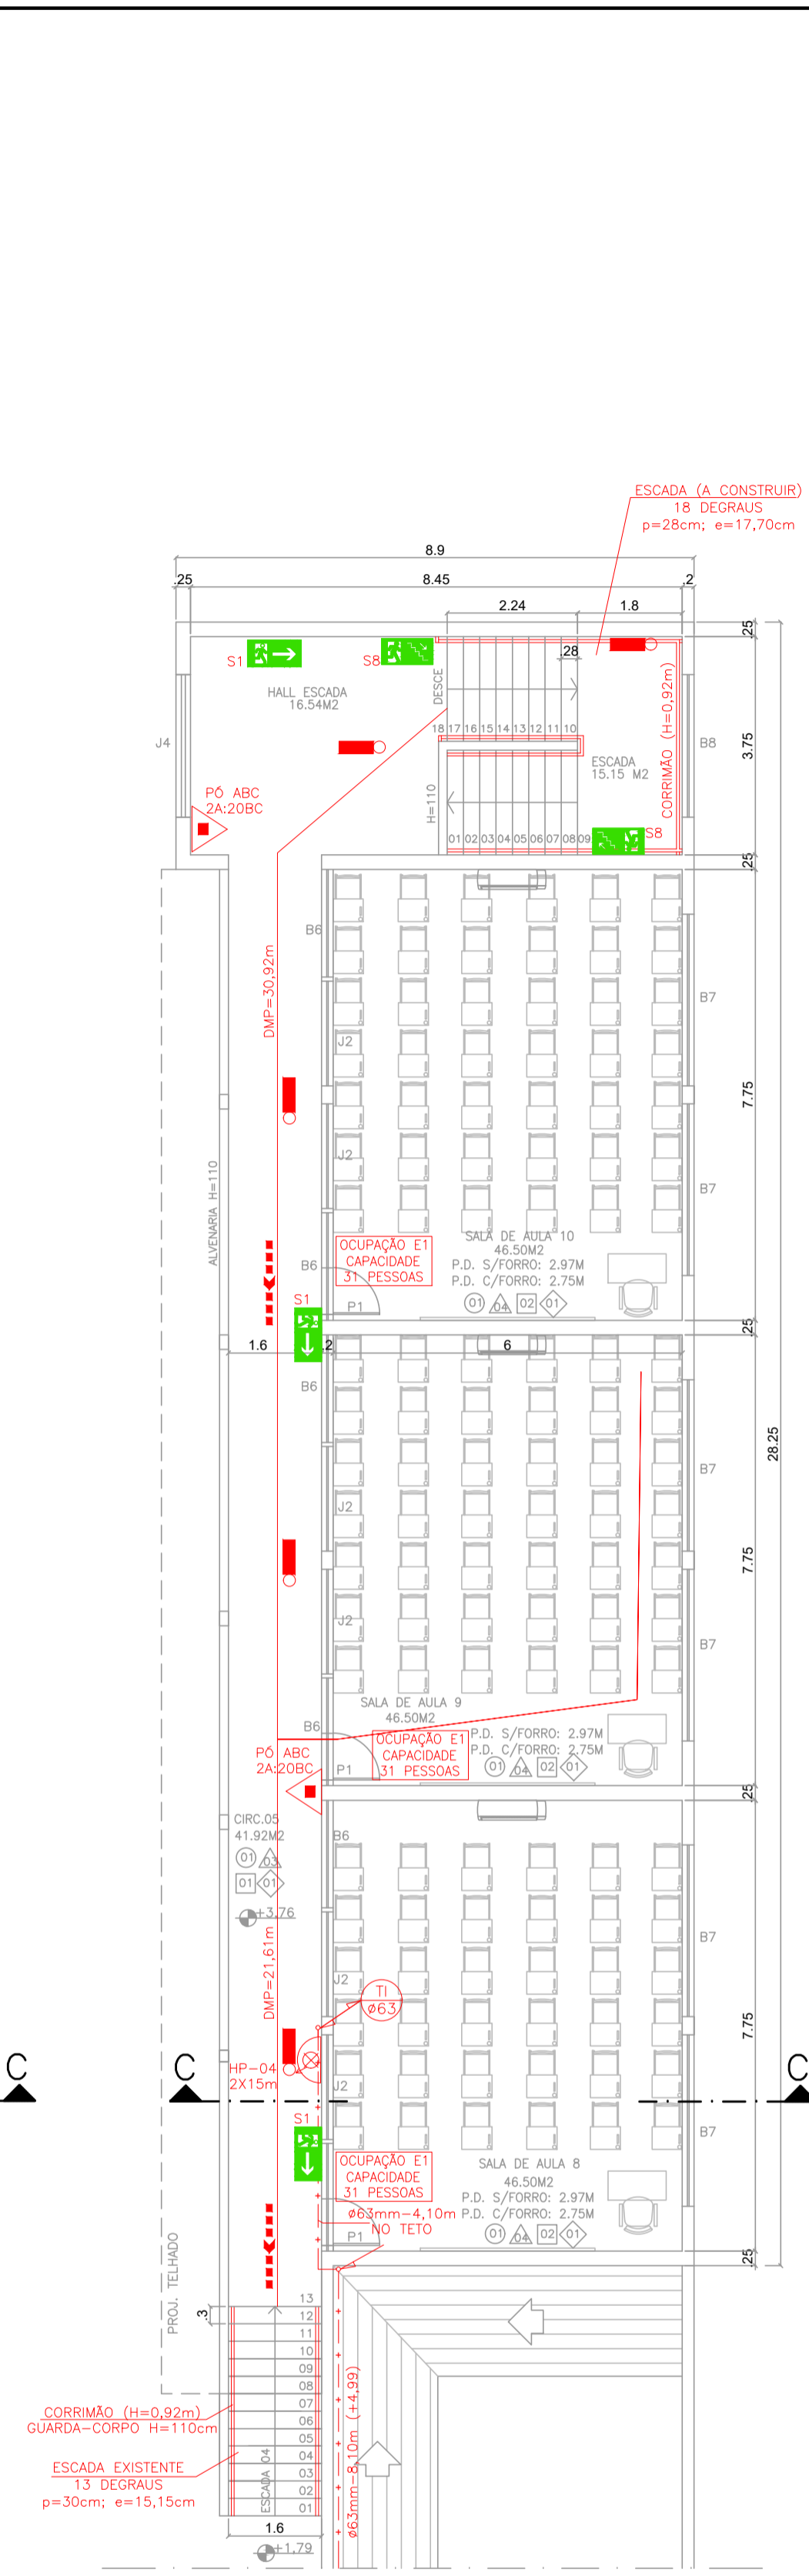 ESCADA (A CONSTRUIR)
18 DEGRAUS
p=28cm; e=17,70cm
8.9
.25
8.45
.2
2.24
1.8
.25
S1
S8
.28
HALL ESCADA
16.54M2
DESCE
18 17 16 15 14 13 12 11 10
J4
ESCADA
15.15 M2
CORRIMÃO (H=0,92m)
B8
3.75
PÓ ABC
2A:20BC
H=110
01 02 03 04 05 06 07 08 09
S8
.25
B6
DMP=30,92m
B7
J2
7.75
J2
ALVENARIA H=110
B7
OCUPAÇÃO E1
CAPACIDADE
31 PESSOAS
SALA DE AULA 10
46.50M2
P.D. S/FORRO: 2.97M
P.D. C/FORRO: 2.75M
B6
S1
P1
01 04 02 01
.25
1.6
.2
6
B6
28.25
B7
J2
7.75
J2
B7
SALA DE AULA 9
46.50M2
B6
P.D. S/FORRO: 2.97M
P.D. C/FORRO: 2.75M
OCUPAÇÃO E1
CAPACIDADE
31 PESSOAS
PÓ ABC
2A:20BC
P1
01 04 02 01
.25
CIRC.05
41.92M2
B6
01 03
01 01
+3.76
B7
DMP=21,61m
J2
TI
ø63
7.75
HP-04
2X15m
C
C
C
J2
S1
B7
OCUPAÇÃO E1
CAPACIDADE
31 PESSOAS
SALA DE AULA 8
46.50M2
P.D. S/FORRO: 2.97M
P.D. C/FORRO: 2.75M
ø63mm-4,10m
NO TETO
P1
01 04 02 01
.25
PROJ. TELHADO
.3
13
12
11
10
09
08
07
06
05
04
03
02
01
CORRIMÃO (H=0,92m)
GUARDA-CORPO H=110cm
ESCADA EXISTENTE
13 DEGRAUS
p=30cm; e=15,15cm
ESCADA 04
ø63mm-8,10m (+4,99)
1.6
+1.79